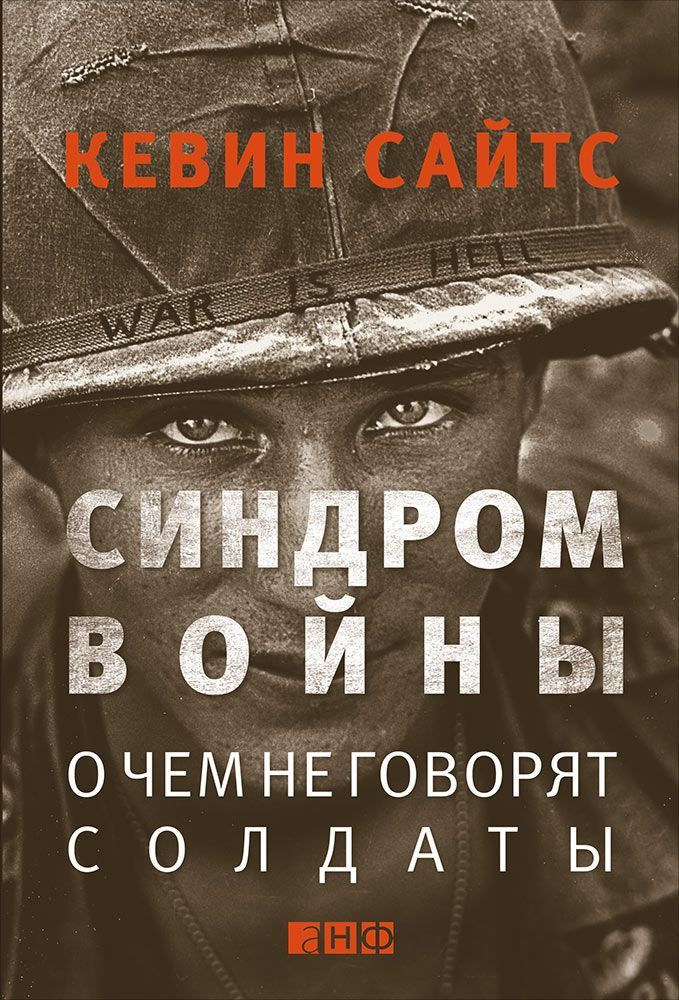 КЕВИН САЙТС
WAR IS HELL
СИНДРОМ
ВОЙНЫ
О ЧЕМ НЕ ГОВОРЯТ
СОЛДАТЫ
анф